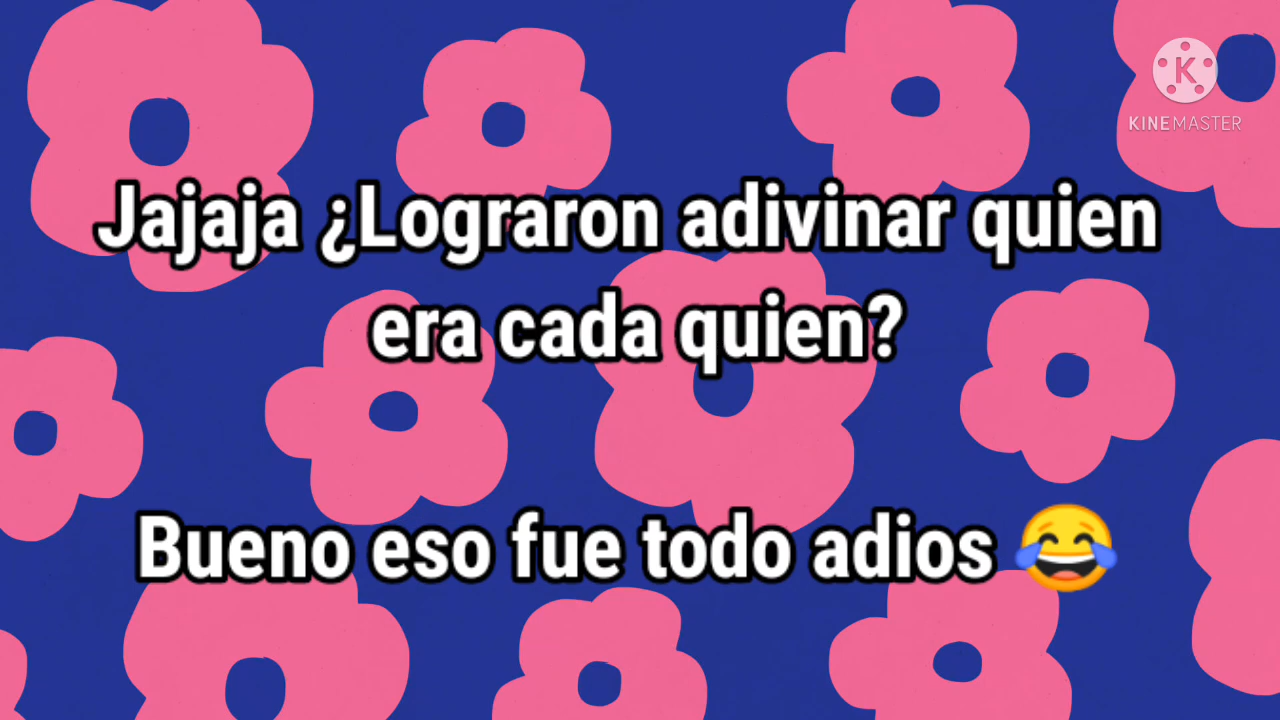 KINEMASTER
Jajaja ¿Lograron adivinar quien
era cada quien?
Bueno eso fue todo adios 😂